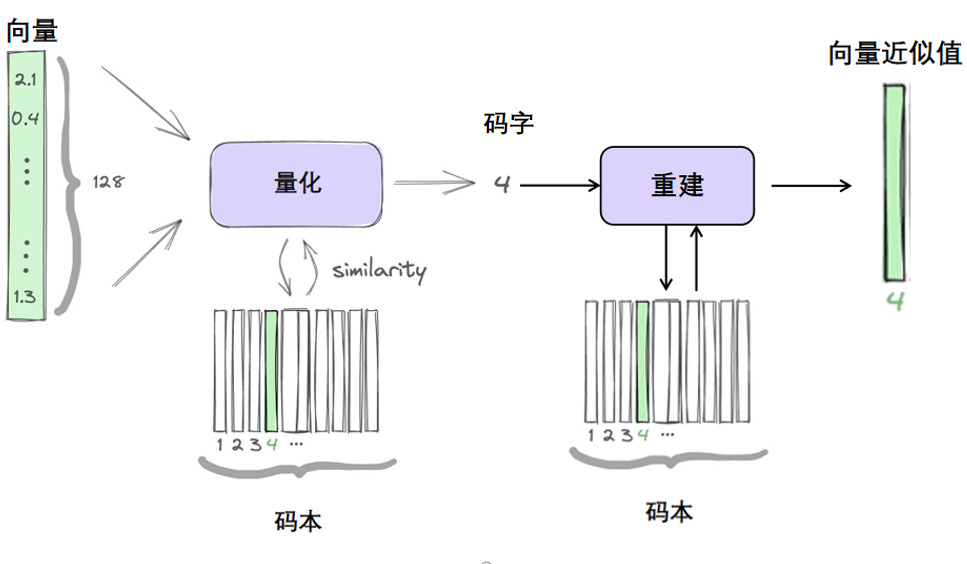 向量
2.1
0.4
⋮
⋮
1.3
128
量化
similarity
1 2 3 4 ...
码本
码字
4
重建
1 2 3 4 ...
码本
向量近似值
4